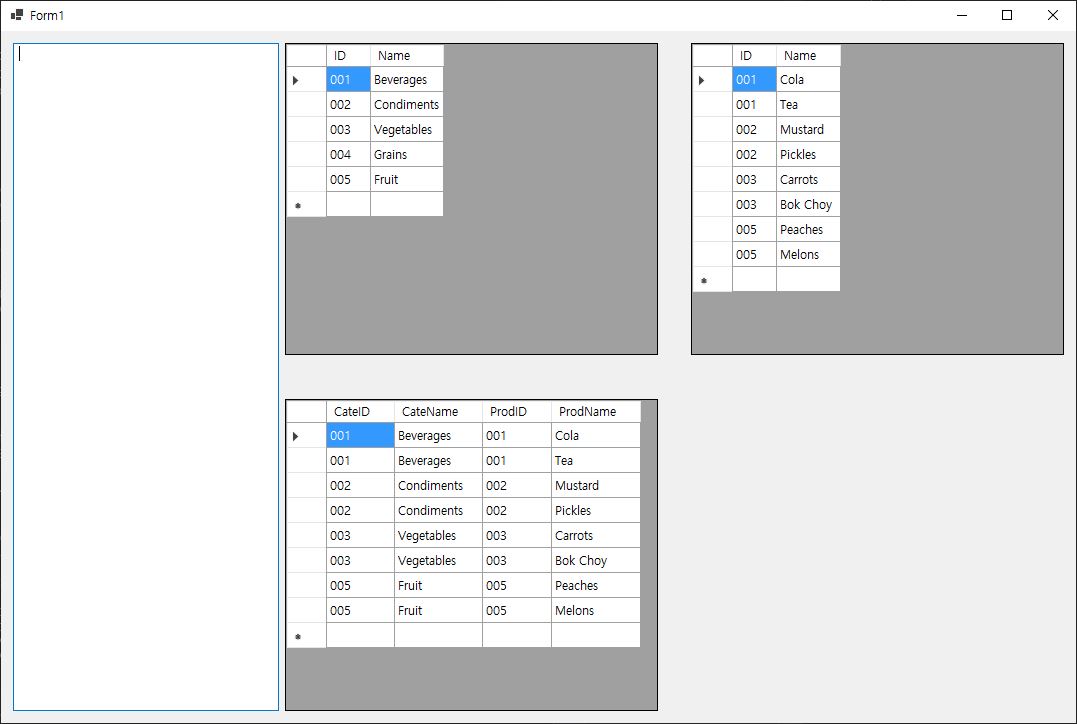 Form1
ID Name
001 Beverages
002 Condiments
003 Vegetables
004 Grains
005 Fruit
ID Name
001 Cola
001 Tea
002 Mustard
002 Pickles
003 Carrots
003 Bok Choy
005 Peaches
005 Melons
CateID CateName ProdID ProdName
001 Beverages 001 Cola
001 Beverages 001 Tea
002 Condiments 002 Mustard
002 Condiments 002 Pickles
003 Vegetables 003 Carrots
003 Vegetables 003 Bok Choy
005 Fruit 005 Peaches
005 Fruit 005 Melons